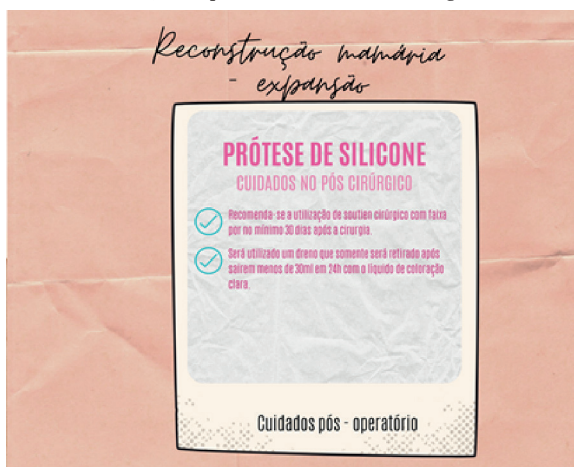 Reconstrução mamária
- expansão
PRÓTESE DE SILICONE
CUIDADOS NO PÓS CIRÚRGICO
Recomenda-se a utilização de soutien cirúrgico com faixa
por no mínimo 30 dias após a cirurgia.
Será utilizado um dreno que somente será retirado após
saírem menos de 30ml em 24h com o líquido de coloração
clara.
Cuidados pós - operatório